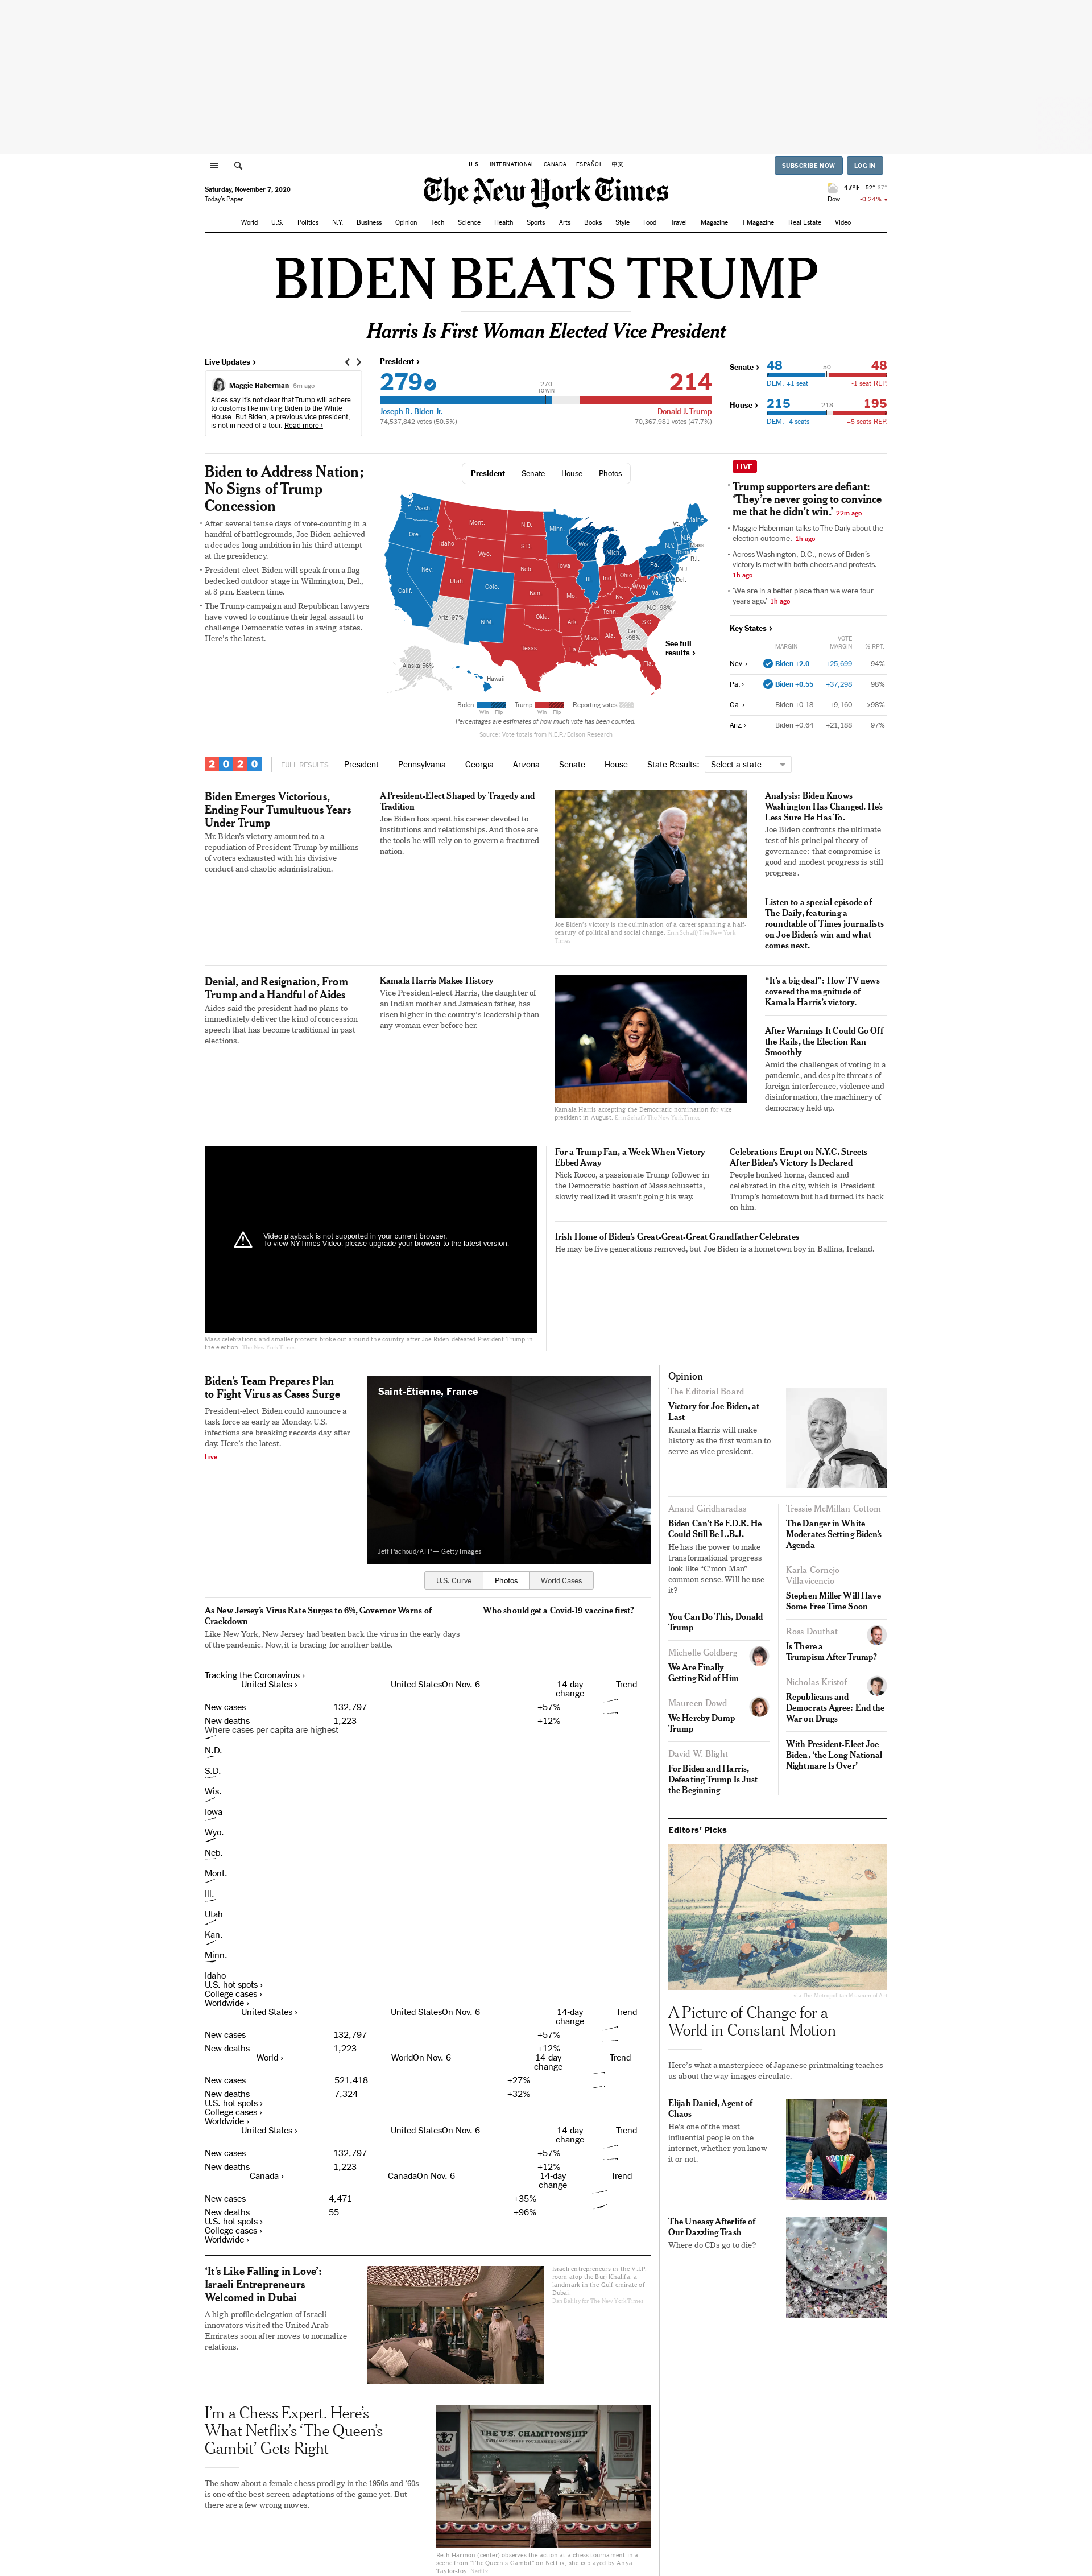 U.S. INTERNATIONAL CANADA ESPAÑOL 中文
SUBSCRIBE NOW LOG IN
Saturday, November 7, 2020
Today's Paper
The New York Times
47°F 52° 37°
Dow -0.24% ↓
World U.S. Politics N.Y. Business Opinion Tech Science Health Sports Arts Books Style Food Travel Magazine T Magazine Real Estate Video
BIDEN BEATS TRUMP
Harris Is First Woman Elected Vice President
Live Updates ›
Maggie Haberman 6m ago
Aides say it's not clear that Trump will adhere
to customs like inviting Biden to the White
House. But Biden, a previous vice president,
is not in need of a tour. Read more ›
President ›
279
270
TO WIN
214
Joseph R. Biden Jr.
Donald J. Trump
74,537,842 votes (50.5%)
70,367,981 votes (47.7%)
Senate › 48 50 48
DEM. +1 seat -1 seat REP.
House › 215 218 195
DEM. -4 seats +5 seats REP.
Biden to Address Nation;
No Signs of Trump
Concession
After several tense days of vote-counting in a
handful of battlegrounds, Joe Biden achieved
a decades-long ambition in his third attempt
at the presidency.
President-elect Biden will speak from a flag-
bedecked outdoor stage in Wilmington, Del.,
at 8 p.m. Eastern time.
The Trump campaign and Republican lawyers
have vowed to continue their legal assault to
challenge Democratic votes in swing states.
Here's the latest.
President Senate House Photos
Wash.
Ore.
Calif.
Nev.
Idaho
Mont.
Wyo.
Utah
Colo.
Ariz. 97%
N.M.
N.D.
S.D.
Neb.
Kan.
Okla.
Texas
Minn.
Iowa
Mo.
Ark.
La.
Wis.
Ill.
Mich.
Ind.
Ohio
Ky.
Tenn.
Miss.
Ala.
Ga.
>98%
Fla.
S.C.
N.C. 98%
Va.
W.Va.
Pa.
N.Y.
Vt.
N.H.
Maine
Mass.
Conn.
R.I.
N.J.
Del.
Alaska 56%
Hawaii
See full
results ›
Biden Trump Reporting votes
Win Flip Win Flip
Percentages are estimates of how much vote has been counted.
Source: Vote totals from N.E.P./Edison Research
LIVE
Trump supporters are defiant:
‘They’re never going to convince
me that he didn’t win.’ 22m ago
Maggie Haberman talks to The Daily about the
election outcome. 1h ago
Across Washington, D.C., news of Biden’s
victory is met with both cheers and protests.
1h ago
‘We are in a better place than we were four
years ago.’ 1h ago
Key States ›
MARGIN VOTE MARGIN % RPT.
Nev. › Biden +2.0 +25,699 94%
Pa. › Biden +0.55 +37,298 98%
Ga. › Biden +0.18 +9,160 >98%
Ariz. › Biden +0.64 +21,188 97%
2020 FULL RESULTS President Pennsylvania Georgia Arizona Senate House State Results: Select a state
Biden Emerges Victorious,
Ending Four Tumultuous Years
Under Trump
Mr. Biden's victory amounted to a
repudiation of President Trump by millions
of voters exhausted with his divisive
conduct and chaotic administration.
A President-Elect Shaped by Tragedy and
Tradition
Joe Biden has spent his career devoted to
institutions and relationships. And those are
the tools he will rely on to govern a fractured
nation.
Joe Biden's victory is the culmination of a career spanning a half-
century of political and social change. Erin Schaff/The New York
Times
Analysis: Biden Knows
Washington Has Changed. He’s
Less Sure He Has To.
Joe Biden confronts the ultimate
test of his principal theory of
governance: that compromise is
good and modest progress is still
progress.
Listen to a special episode of
The Daily, featuring a
roundtable of Times journalists
on Joe Biden’s win and what
comes next.
Denial, and Resignation, From
Trump and a Handful of Aides
Aides said the president had no plans to
immediately deliver the kind of concession
speech that has become traditional in past
elections.
Kamala Harris Makes History
Vice President-elect Harris, the daughter of
an Indian mother and Jamaican father, has
risen higher in the country’s leadership than
any woman ever before her.
Kamala Harris accepting the Democratic nomination for vice
president in August. Erin Schaff/The New York Times
“It’s a big deal”: How TV news
covered the magnitude of
Kamala Harris’s victory.
After Warnings It Could Go Off
the Rails, the Election Ran
Smoothly
Amid the challenges of voting in a
pandemic, and despite threats of
foreign interference, violence and
disinformation, the machinery of
democracy held up.
Video playback is not supported in your current browser.
To view NYTimes Video, please upgrade your browser to the latest version.
Mass celebrations and smaller protests broke out around the country after Joe Biden defeated President Trump in
the election. The New York Times
For a Trump Fan, a Week When Victory
Ebbed Away
Nick Rocco, a passionate Trump follower in
the Democratic bastion of Massachusetts,
slowly realized it wasn't going his way.
Celebrations Erupt on N.Y.C. Streets
After Biden’s Victory Is Declared
People honked horns, danced and
celebrated in the city, which is President
Trump’s hometown but had turned its back
on him.
Irish Home of Biden’s Great-Great-Great Grandfather Celebrates
He may be five generations removed, but Joe Biden is a hometown boy in Ballina, Ireland.
Biden’s Team Prepares Plan
to Fight Virus as Cases Surge
President-elect Biden could announce a
task force as early as Monday. U.S.
infections are breaking records day after
day. Here's the latest.
Live
Saint-Étienne, France
Jeff Pachoud/AFP — Getty Images
U.S. Curve Photos World Cases
As New Jersey’s Virus Rate Surges to 6%, Governor Warns of
Crackdown
Like New York, New Jersey had beaten back the virus in the early days
of the pandemic. Now, it is bracing for another battle.
Who should get a Covid-19 vaccine first?
Tracking the Coronavirus ›
United States › United StatesOn Nov. 6 14-day change Trend
New cases 132,797 +57%
New deaths 1,223 +12%
Where cases per capita are highest
N.D.
S.D.
Wis.
Iowa
Wyo.
Neb.
Mont.
Ill.
Utah
Kan.
Minn.
Idaho
U.S. hot spots ›
College cases ›
Worldwide ›
United States › United StatesOn Nov. 6 14-day change Trend
New cases 132,797 +57%
New deaths 1,223 +12%
World › WorldOn Nov. 6 14-day change Trend
New cases 521,418 +27%
New deaths 7,324 +32%
U.S. hot spots ›
College cases ›
Worldwide ›
United States › United StatesOn Nov. 6 14-day change Trend
New cases 132,797 +57%
New deaths 1,223 +12%
Canada › CanadaOn Nov. 6 14-day change Trend
New cases 4,471 +35%
New deaths 55 +96%
U.S. hot spots ›
College cases ›
Worldwide ›
‘It’s Like Falling in Love’:
Israeli Entrepreneurs
Welcomed in Dubai
A high-profile delegation of Israeli
innovators visited the United Arab
Emirates soon after moves to normalize
relations.
Israeli entrepreneurs in the V.I.P.
room atop the Burj Khalifa, a
landmark in the Gulf emirate of
Dubai.
Dan Balilty for The New York Times
I’m a Chess Expert. Here’s
What Netflix’s ‘The Queen’s
Gambit’ Gets Right
The show about a female chess prodigy in the 1950s and ’60s
is one of the best screen adaptations of the game yet. But
there are a few wrong moves.
THE U.S. CHAMPIONSHIP
USCF
Beth Harmon (center) observes the action at a chess tournament in a
scene from "The Queen's Gambit" on Netflix; she is played by Anya
Taylor-Joy. Netflix
Opinion
The Editorial Board
Victory for Joe Biden, at
Last
Kamala Harris will make
history as the first woman to
serve as vice president.
Anand Giridharadas
Biden Can’t Be F.D.R. He
Could Still Be L.B.J.
He has the power to make
transformational progress
look like “C’mon Man”
common sense. Will he use
it?
You Can Do This, Donald
Trump
Michelle Goldberg
We Are Finally
Getting Rid of Him
Maureen Dowd
We Hereby Dump
Trump
David W. Blight
For Biden and Harris,
Defeating Trump Is Just
the Beginning
Tressie McMillan Cottom
The Danger in White
Moderates Setting Biden’s
Agenda
Karla Cornejo
Villavicencio
Stephen Miller Will Have
Some Free Time Soon
Ross Douthat
Is There a
Trumpism After Trump?
Nicholas Kristof
Republicans and
Democrats Agree: End the
War on Drugs
With President-Elect Joe
Biden, ‘the Long National
Nightmare Is Over’
Editors’ Picks
via The Metropolitan Museum of Art
A Picture of Change for a
World in Constant Motion
Here’s what a masterpiece of Japanese printmaking teaches
us about the way images circulate.
Elijah Daniel, Agent of
Chaos
He’s one of the most
influential people on the
internet, whether you know
it or not.
The Uneasy Afterlife of
Our Dazzling Trash
Where do CDs go to die?